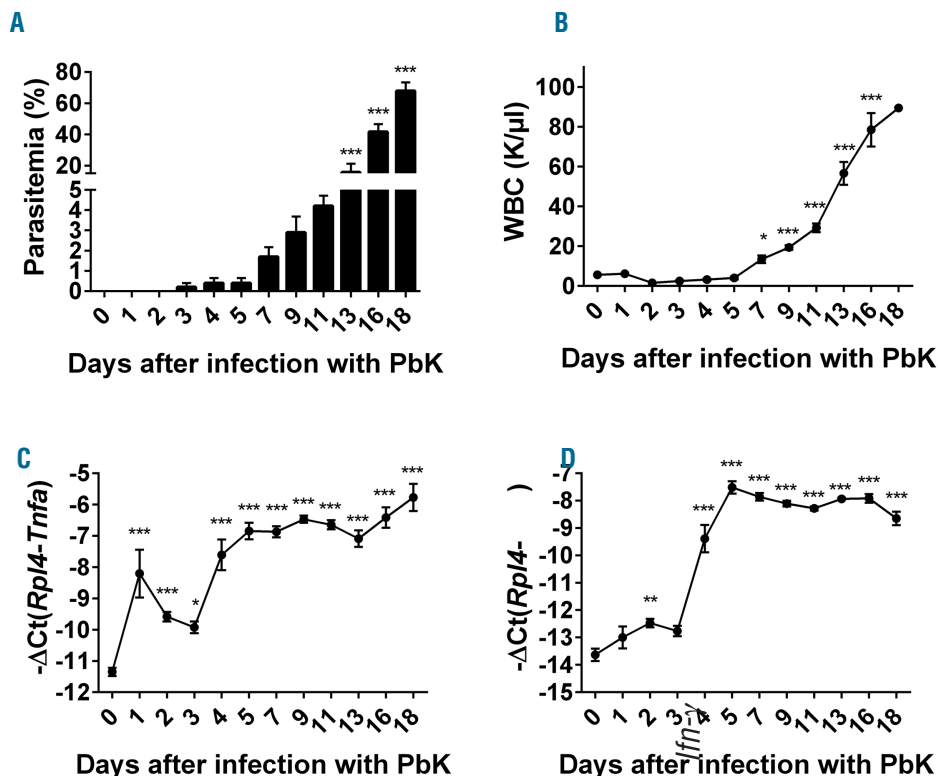 A
Parasitemia (%)
80
60
40
20
5
4
3
2
1
0
*** *** ***
0 1 2 3 4 5 7 9 11 13 16 18
Days after infection with PbK
B
WBC (K/µl)
100
80
60
40
20
0
* *** *** *** ***
0 1 2 3 4 5 7 9 11 13 16 18
Days after infection with PbK
C
-ΔCt(Rpl4-Tnfa)
-5
-6
-7
-8
-9
-10
-11
-12
*** *** * *** *** *** *** *** *** *** ***
0 1 2 3 4 5 7 9 11 13 16 18
Days after infection with PbK
D
-ΔCt(Rpl4- )
-7
-8
-9
-10
-11
-12
-13
-14
-15
** *** *** *** *** *** *** *** ***
0 1 2 3 4 5 7 9 11 13 16 18
Ifn-γ
Days after infection with PbK